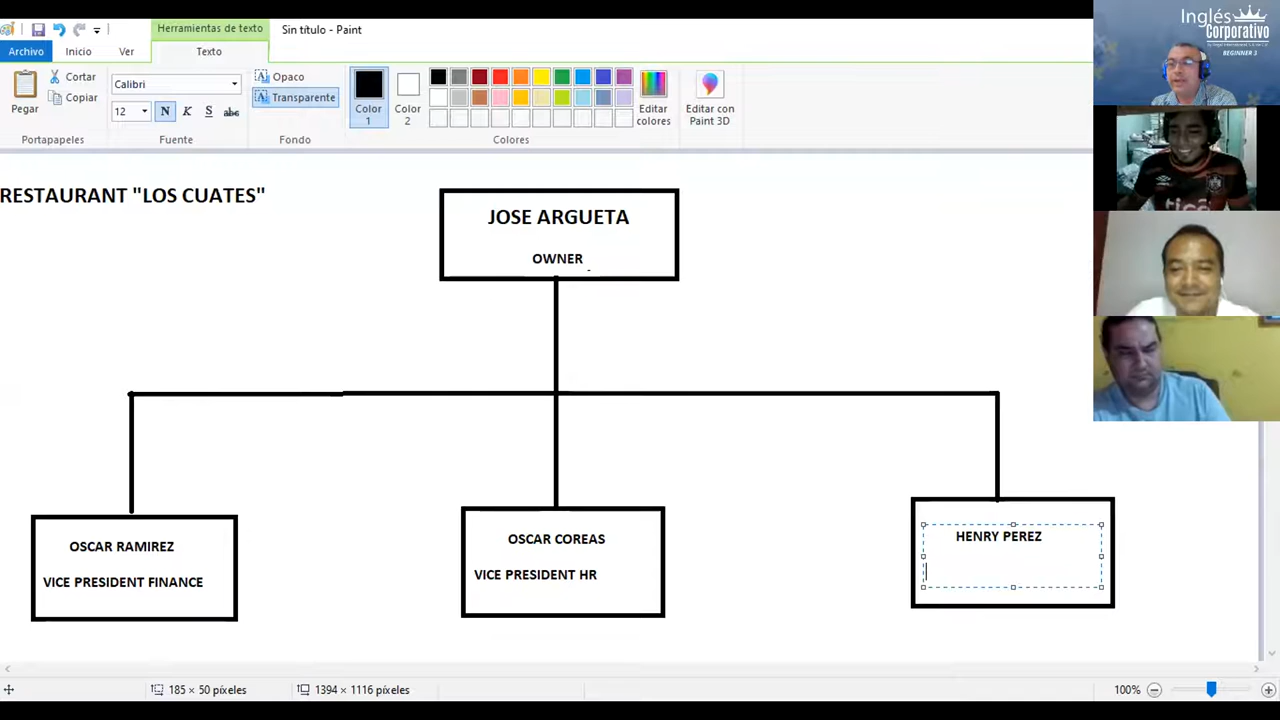 Herramientas de texto
Sin título - Paint
Archivo
Inicio
Ver
Texto
Pegar
Cortar
Copiar
Portapapeles
Calibri
12
N
K
S
abc
Fuente
Opaco
Transparente
Fondo
Color 1
Color 2
Colores
Editar colores
Editar con Paint 3D
Inglés
Corporativo
BEGINNER 3
UMBRO
tigo
RESTAURANT "LOS CUATES"
JOSE ARGUETA
OWNER
OSCAR RAMIREZ
VICE PRESIDENT FINANCE
OSCAR COREAS
VICE PRESIDENT HR
HENRY PEREZ
185 × 50 píxeles
1394 × 1116 píxeles
100%